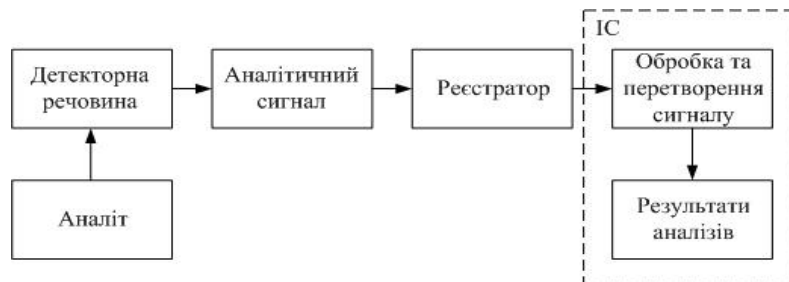 ІС
Детекторна
речовина
Аналітичний
сигнал
Реєстратор
Обробка та
перетворення
сигналу
Аналіт
Результати
аналізів